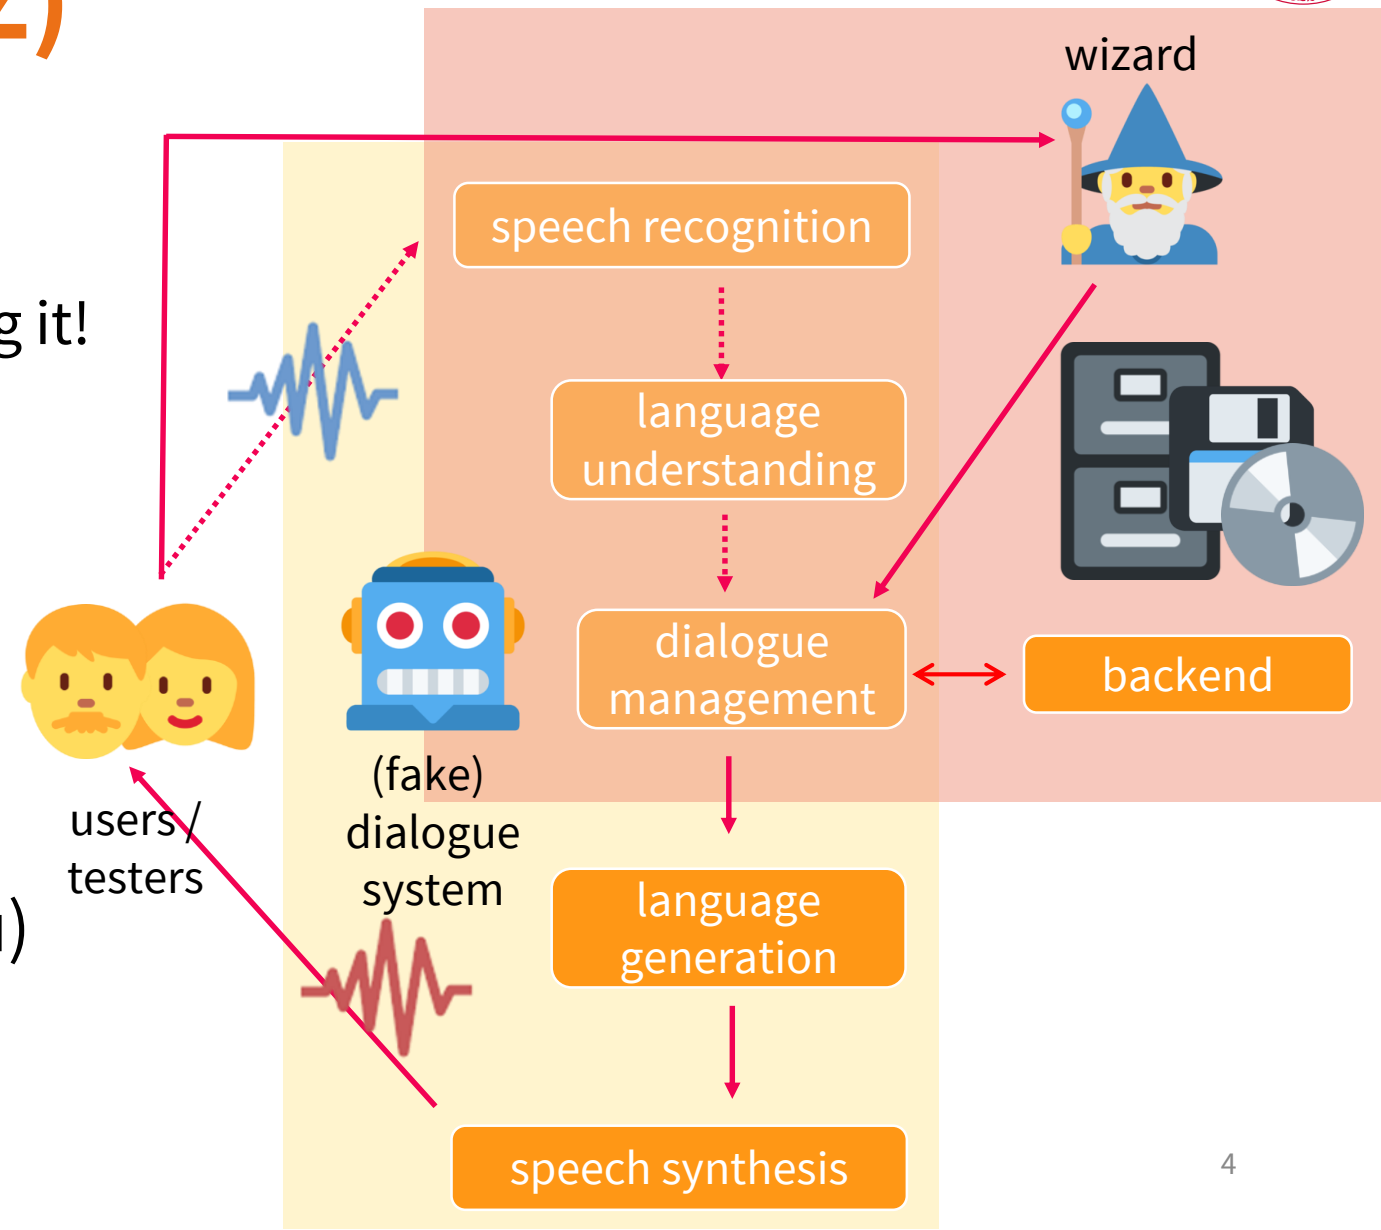 Z)
wizard
speech recognition
g it!
language
understanding
dialogue
management
backend
(fake)
dialogue
system
users /
testers
language
generation
)
speech synthesis
4